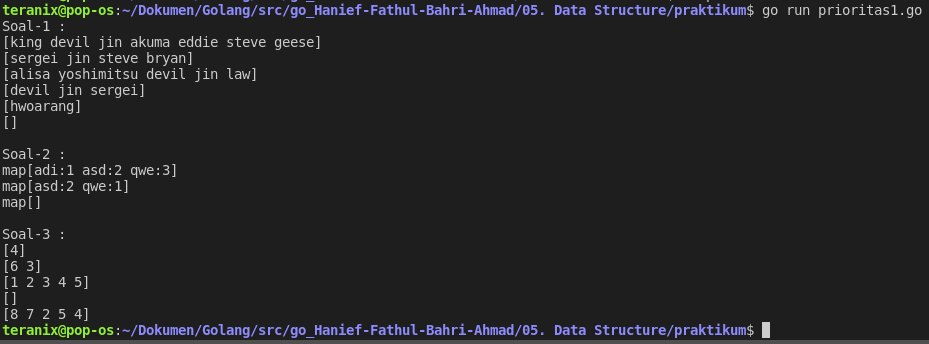 teranix@pop-os:~/Dokumen/Golang/src/go_Hanief-Fathul-Bahri-Ahmad/05. Data Structure/praktikum$ go run prioritas1.go
Soal-1 :
[king devil jin akuma eddie steve geese]
[sergei jin steve bryan]
[alisa yoshimitsu devil jin law]
[devil jin sergei]
[hwoarang]
[]
Soal-2 :
map[adi:1 asd:2 qwe:3]
map[asd:2 qwe:1]
map[]
Soal-3 :
[4]
[6 3]
[1 2 3 4 5]
[]
[8 7 2 5 4]
teranix@pop-os:~/Dokumen/Golang/src/go_Hanief-Fathul-Bahri-Ahmad/05. Data Structure/praktikum$